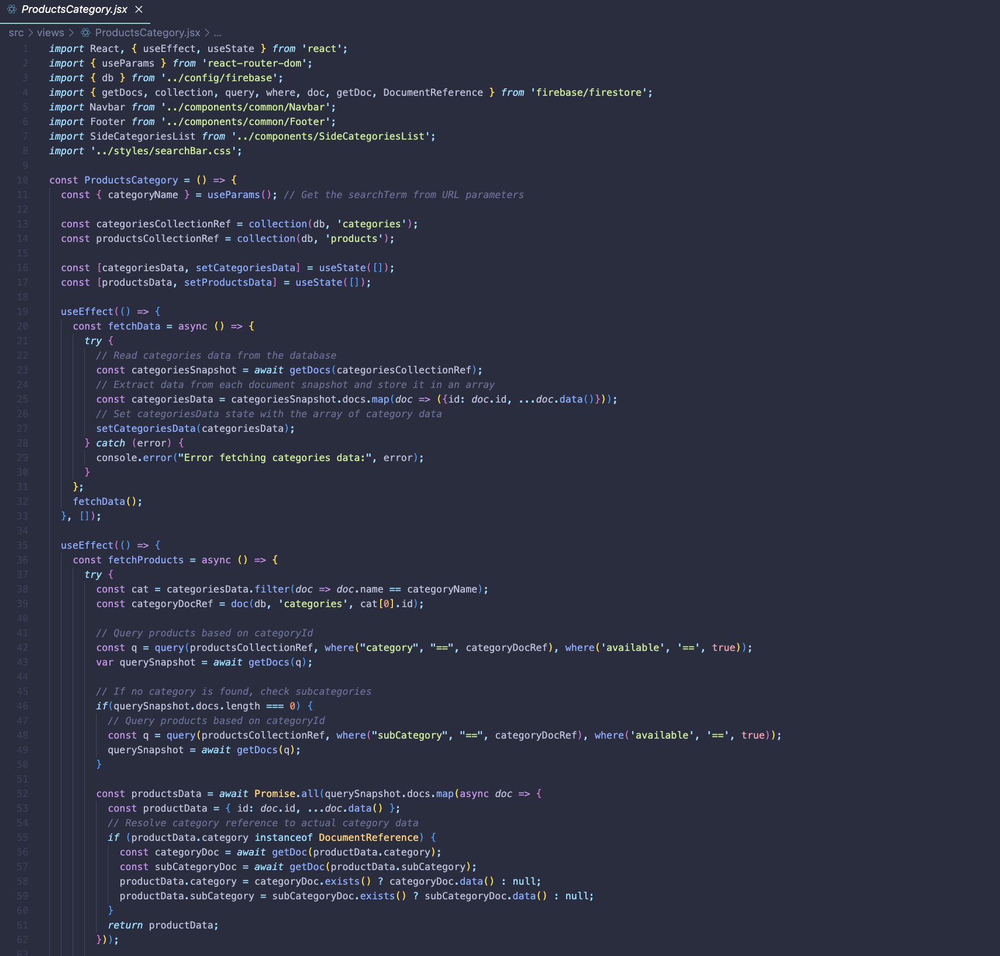 ProductsCategory.jsx
src > views > ProductsCategory.jsx > ...
1 import React, { useEffect, useState } from 'react';
2 import { useParams } from 'react-router-dom';
3 import { db } from '../config/firebase';
4 import { getDocs, collection, query, where, doc, getDoc, DocumentReference } from 'firebase/firestore';
5 import Navbar from '../components/common/Navbar';
6 import Footer from '../components/common/Footer';
7 import SideCategoriesList from '../components/SideCategoriesList';
8 import '../styles/searchBar.css';
9
10 const ProductsCategory = () => {
11   const { categoryName } = useParams(); // Get the searchTerm from URL parameters
12
13   const categoriesCollectionRef = collection(db, 'categories');
14   const productsCollectionRef = collection(db, 'products');
15
16   const [categoriesData, setCategoriesData] = useState([]);
17   const [productsData, setProductsData] = useState([]);
18
19   useEffect(() => {
20     const fetchData = async () => {
21       try {
22         // Read categories data from the database
23         const categoriesSnapshot = await getDocs(categoriesCollectionRef);
24         // Extract data from each document snapshot and store it in an array
25         const categoriesData = categoriesSnapshot.docs.map(doc => ({id: doc.id, ...doc.data()}));
26         // Set categoriesData state with the array of category data
27         setCategoriesData(categoriesData);
28       } catch (error) {
29         console.error("Error fetching categories data:", error);
30       }
31     };
32     fetchData();
33   }, []);
34
35   useEffect(() => {
36     const fetchProducts = async () => {
37       try {
38         const cat = categoriesData.filter(doc => doc.name == categoryName);
39         const categoryDocRef = doc(db, 'categories', cat[0].id);
40
41         // Query products based on categoryId
42         const q = query(productsCollectionRef, where("category", "==", categoryDocRef), where('available', '==', true));
43         var querySnapshot = await getDocs(q);
44
45         // If no category is found, check subcategories
46         if(querySnapshot.docs.length === 0) {
47           // Query products based on categoryId
48           const q = query(productsCollectionRef, where("subCategory", "==", categoryDocRef), where('available', '==', true));
49           querySnapshot = await getDocs(q);
50         }
51
52         const productsData = await Promise.all(querySnapshot.docs.map(async doc => {
53           const productData = { id: doc.id, ...doc.data() };
54           // Resolve category reference to actual category data
55           if (productData.category instanceof DocumentReference) {
56             const categoryDoc = await getDoc(productData.category);
57             const subCategoryDoc = await getDoc(productData.subCategory);
58             productData.category = categoryDoc.exists() ? categoryDoc.data() : null;
59             productData.subCategory = subCategoryDoc.exists() ? subCategoryDoc.data() : null;
60           }
61           return productData;
62         }));
63